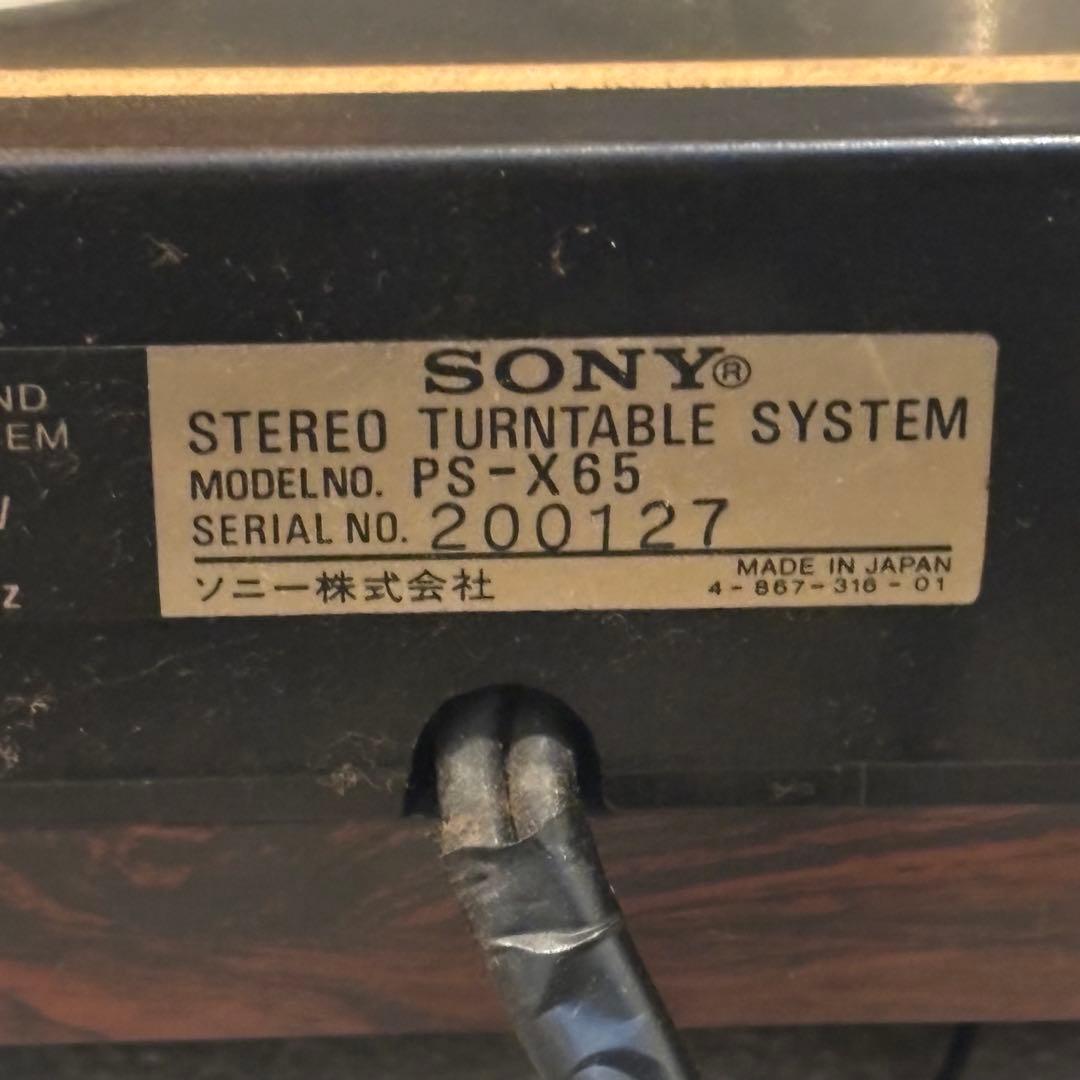 SONY®
STEREO TURNTABLE SYSTEM
MODEL NO. PS-X65
SERIAL NO. 200127
ソニー株式会社
MADE IN JAPAN
4-867-316-01